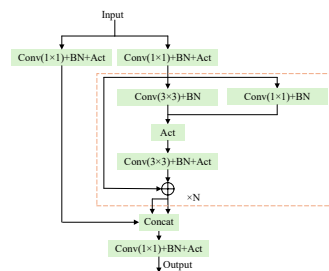 Input
Conv(1×1)+BN+Act
Conv(1×1)+BN+Act
Conv(3×3)+BN
Conv(1×1)+BN
Act
Conv(3×3)+BN+Act
×N
Concat
Conv(1×1)+BN+Act
Output